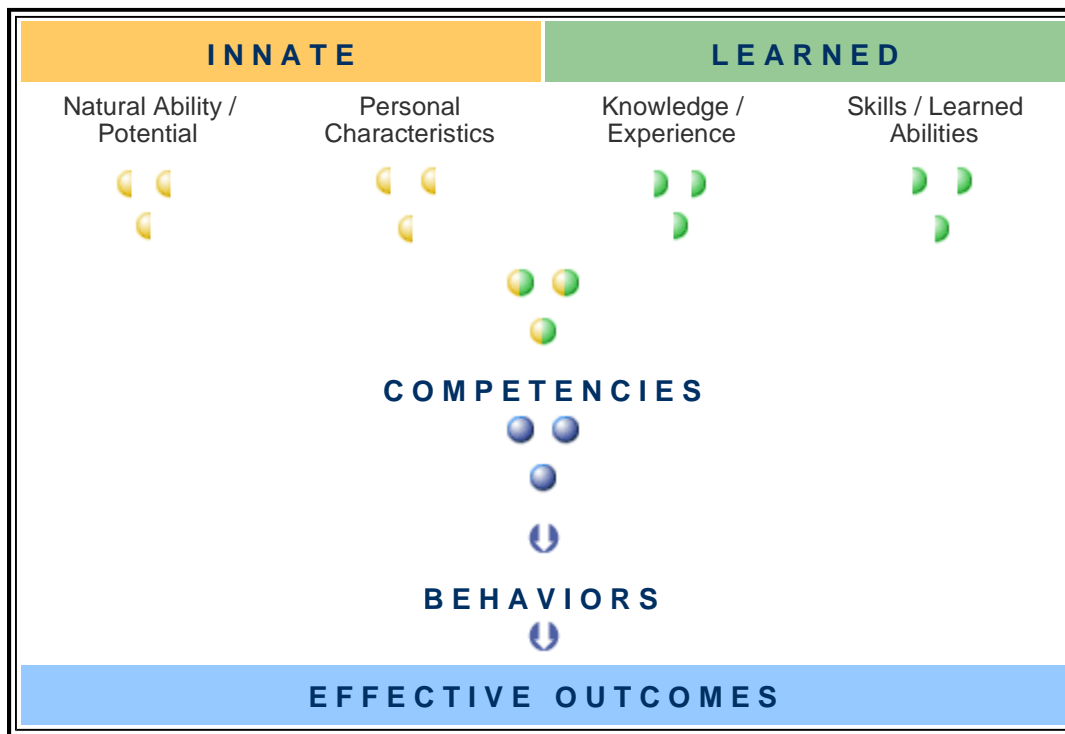 INNATE
LEARNED
Natural Ability /
Potential
Personal
Characteristics
Knowledge /
Experience
Skills / Learned
Abilities
COMPETENCIES
BEHAVIORS
EFFECTIVE OUTCOMES